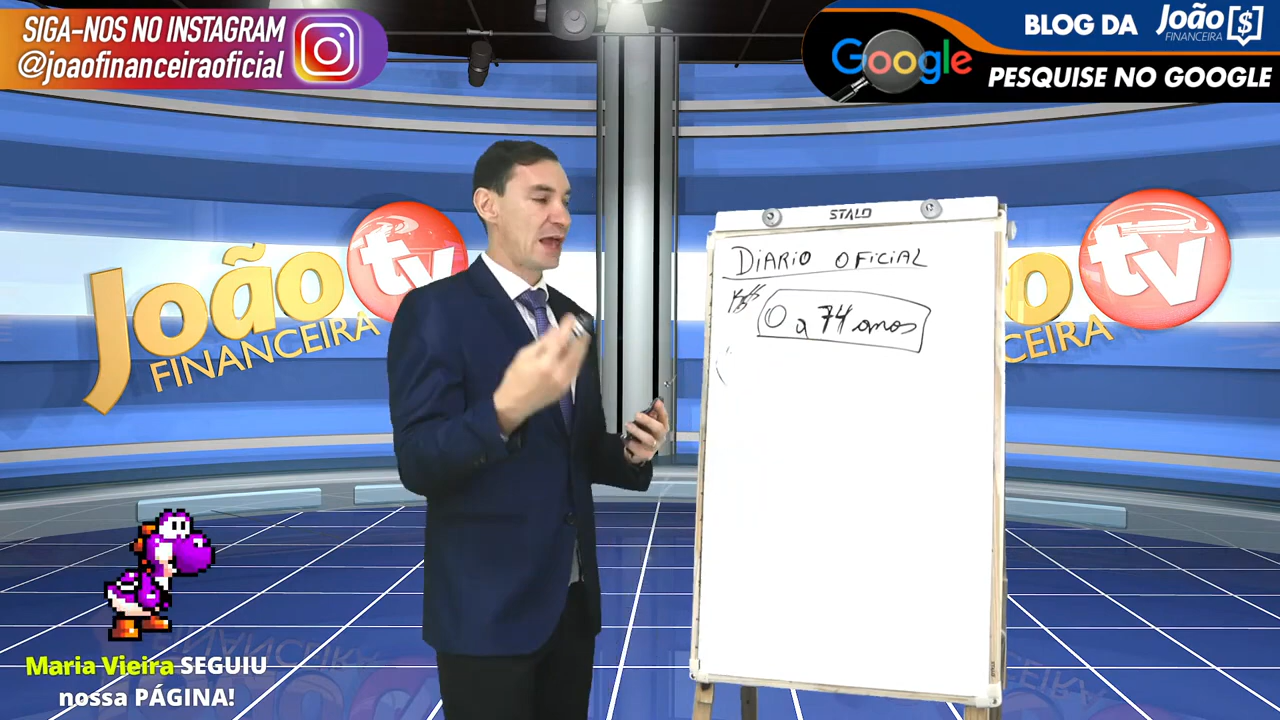 SIGA-NOS NO INSTAGRAM
@joaofinanceiraoficial
Google
BLOG DA João FINANCEIRA
PESQUISE NO GOOGLE
João tv
FINANCEIRA
STALO
DIARIO OFICIAL
0 a 74 anos
o tv
CEIRA
Maria Vieira SEGUIU
nossa PÁGINA!